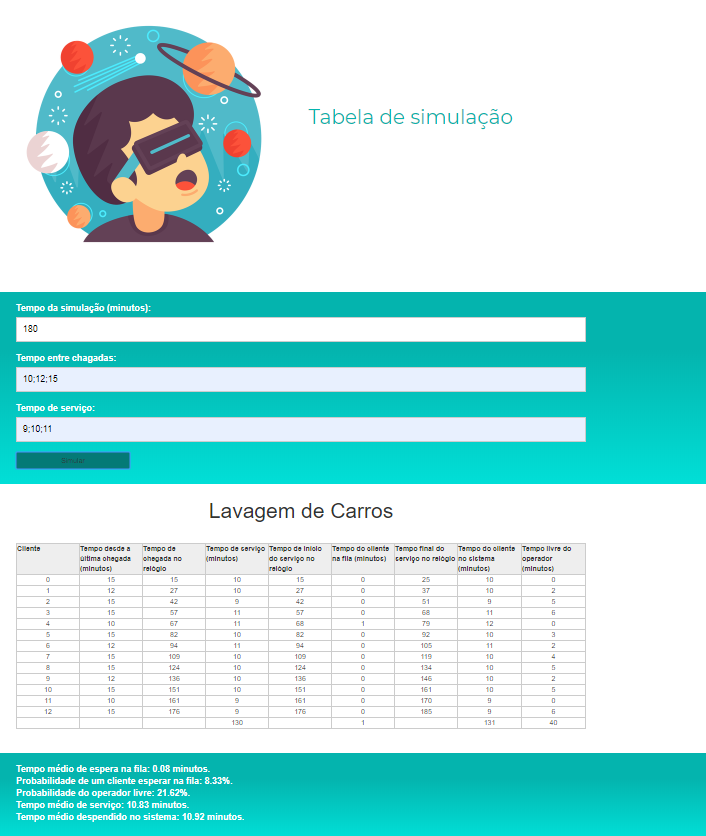 Tabela de simulação
Tempo da simulação (minutos):
180
Tempo entre chagadas:
10;12;15
Tempo de serviço:
9;10;11
Lavagem de Carros
Cliente Tempo desde a última chegada (minutos) Tempo de chegada no relógio Tempo de serviço (minutos) Tempo de inicio do serviço no relógio Tempo do cliente na fila (minutos) Tempo final do serviço no relógio Tempo do cliente no sistema (minutos) Tempo livre do operador (minutos)
0 15 15 10 15 0 25 10 0
1 12 27 10 27 0 37 10 2
2 15 42 9 42 0 51 9 5
3 15 57 11 57 0 68 11 6
4 10 67 11 68 1 79 12 0
5 15 82 10 82 0 92 10 3
6 12 94 11 94 0 105 11 2
7 15 109 10 109 0 119 10 4
8 15 124 10 124 0 134 10 5
9 12 136 10 136 0 146 10 2
10 15 151 10 151 0 161 10 5
11 10 161 9 161 0 170 9 0
12 15 176 9 176 0 185 9 6
130 1 131 40
Tempo médio de espera na fila: 0.08 minutos.
Probabilidade de um cliente esperar na fila: 8.33%.
Probabilidade do operador livre: 21.62%.
Tempo médio de serviço: 10.83 minutos.
Tempo médio despendido no sistema: 10.92 minutos.